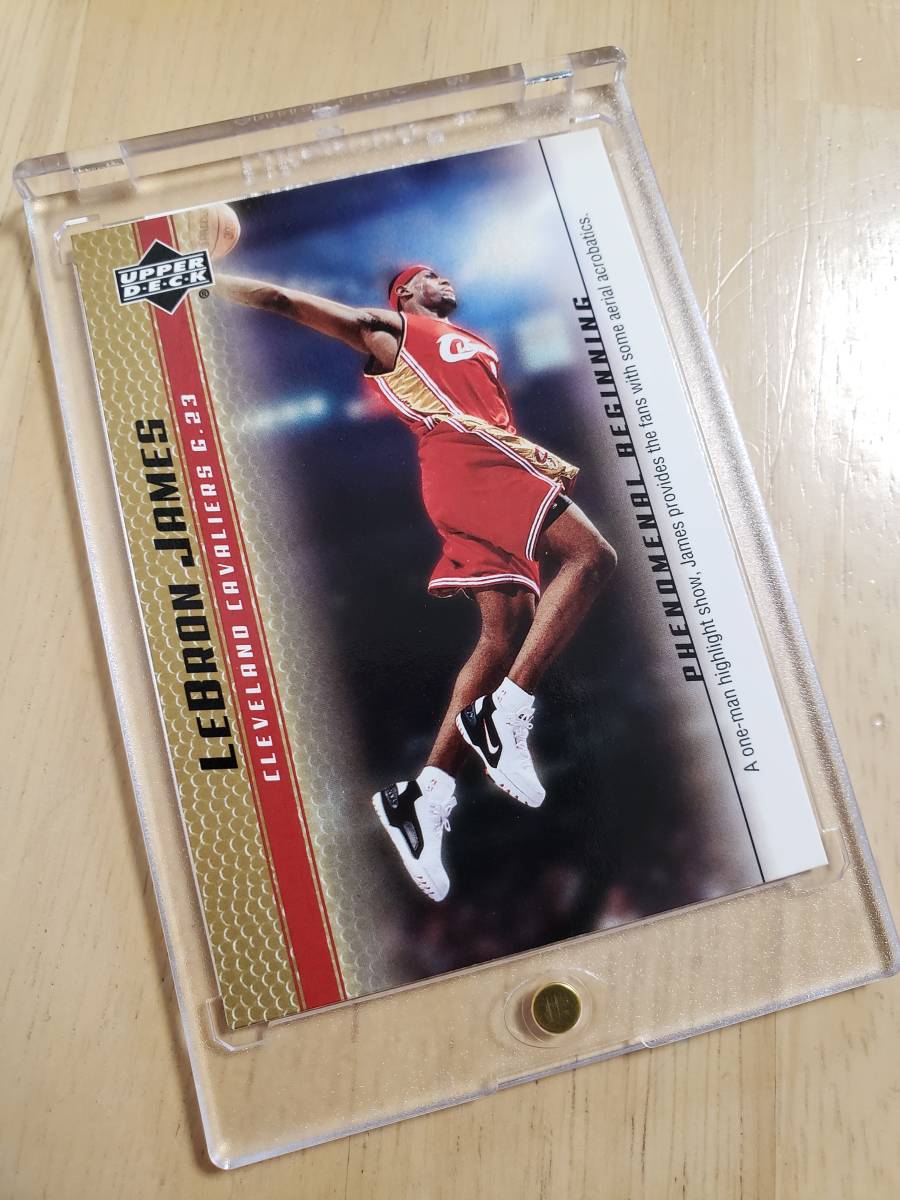 UPPER
D·E·C·K
®
LEBRON JAMES
CLEVELAND CAVALIERS G.23
PHENOMENAL BEGINNING
A one-man highlight show, James provides the fans with some aerial acrobatics.